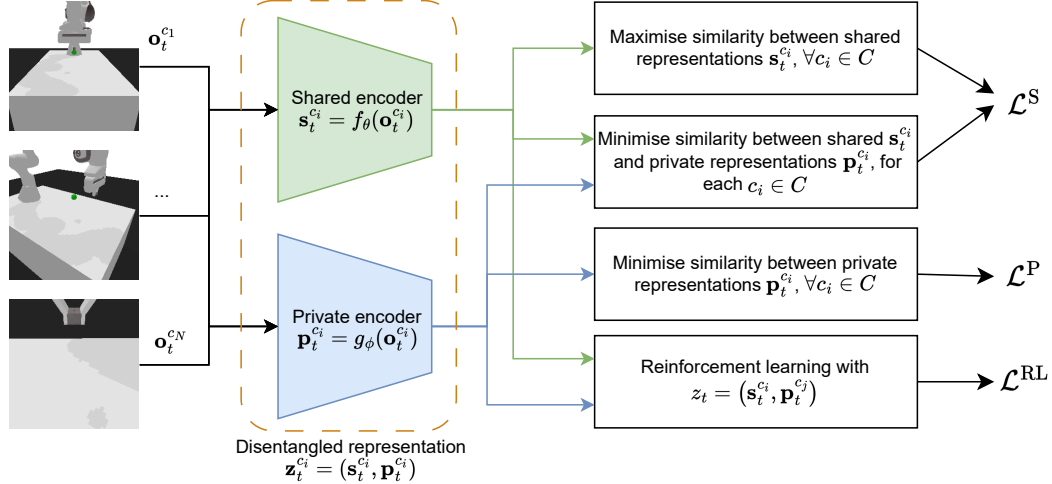 𝐨_t^{c_1}
...
𝐨_t^{c_N}
Shared encoder
𝐬_t^{c_i} = f_θ(𝐨_t^{c_i})
Private encoder
𝐩_t^{c_i} = g_ϕ(𝐨_t^{c_i})
Disentangled representation
𝐳_t^{c_i} = (𝐬_t^{c_i}, 𝐩_t^{c_i})
Maximise similarity between shared
representations 𝐬_t^{c_i}, ∀c_i ∈ C
Minimise similarity between shared 𝐬_t^{c_i}
and private representations 𝐩_t^{c_i}, for
each c_i ∈ C
Minimise similarity between private
representations 𝐩_t^{c_i}, ∀c_i ∈ C
Reinforcement learning with
z_t = (𝐬_t^{c_i}, 𝐩_t^{c_j})
ℒ^S
ℒ^P
ℒ^{RL}